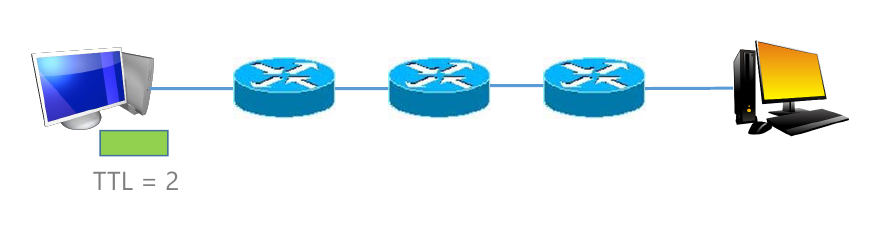 TTL = 2